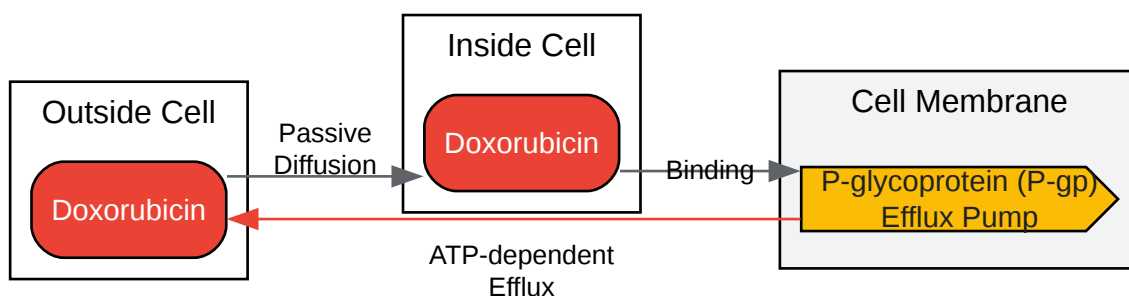 Outside Cell
Doxorubicin
Passive
Diffusion
Inside Cell
Doxorubicin
Binding
Cell Membrane
P-glycoprotein (P-gp)
Efflux Pump
ATP-dependent
Efflux